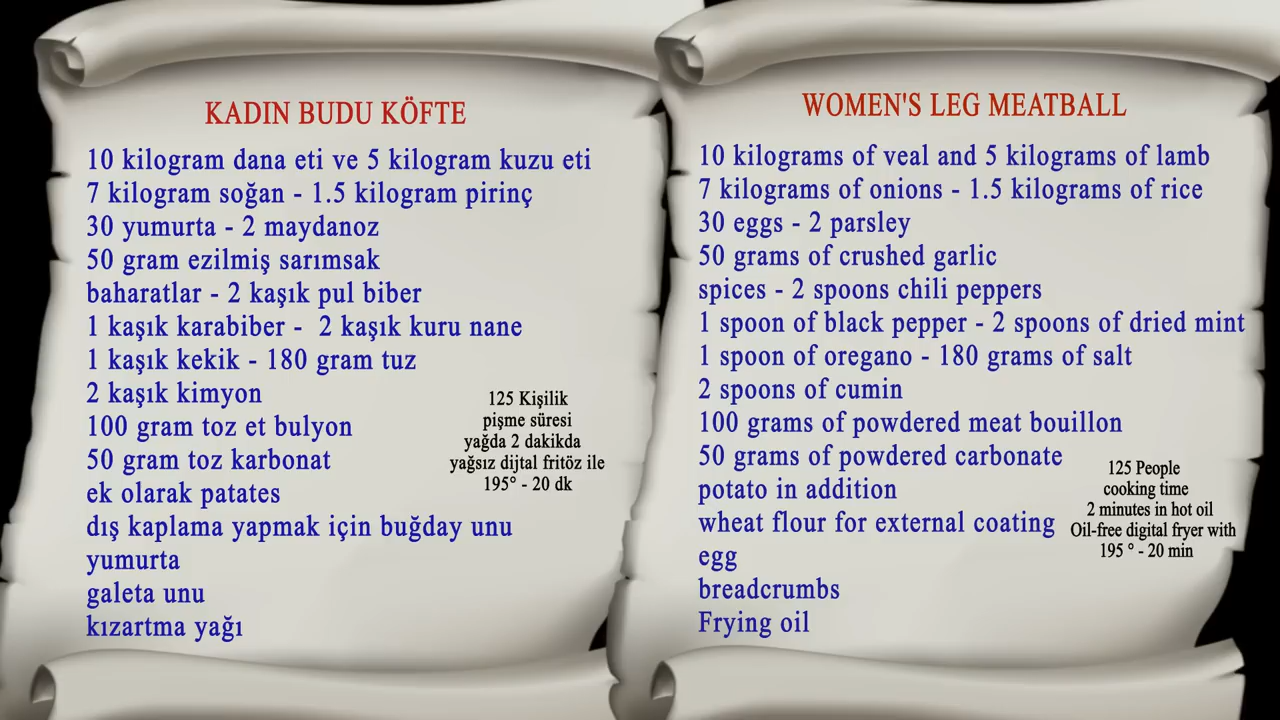 KADIN BUDU KÖFTE
10 kilogram dana eti ve 5 kilogram kuzu eti
7 kilogram soğan - 1.5 kilogram pirinç
30 yumurta - 2 maydanoz
50 gram ezilmiş sarımsak
baharatlar - 2 kaşık pul biber
1 kaşık karabiber -  2 kaşık kuru nane
1 kaşık kekik - 180 gram tuz
2 kaşık kimyon
100 gram toz et bulyon
50 gram toz karbonat
ek olarak patates
dış kaplama yapmak için buğday unu
yumurta
galeta unu
kızartma yağı
125 Kişilik
pişme süresi
yağda 2 dakikda
yağsız dijtal fritöz ile
195° - 20 dk
WOMEN'S LEG MEATBALL
10 kilograms of veal and 5 kilograms of lamb
7 kilograms of onions - 1.5 kilograms of rice
30 eggs - 2 parsley
50 grams of crushed garlic
spices - 2 spoons chili peppers
1 spoon of black pepper - 2 spoons of dried mint
1 spoon of oregano - 180 grams of salt
2 spoons of cumin
100 grams of powdered meat bouillon
50 grams of powdered carbonate
potato in addition
wheat flour for external coating
egg
breadcrumbs
Frying oil
125 People
cooking time
2 minutes in hot oil
Oil-free digital fryer with
195 ° - 20 min